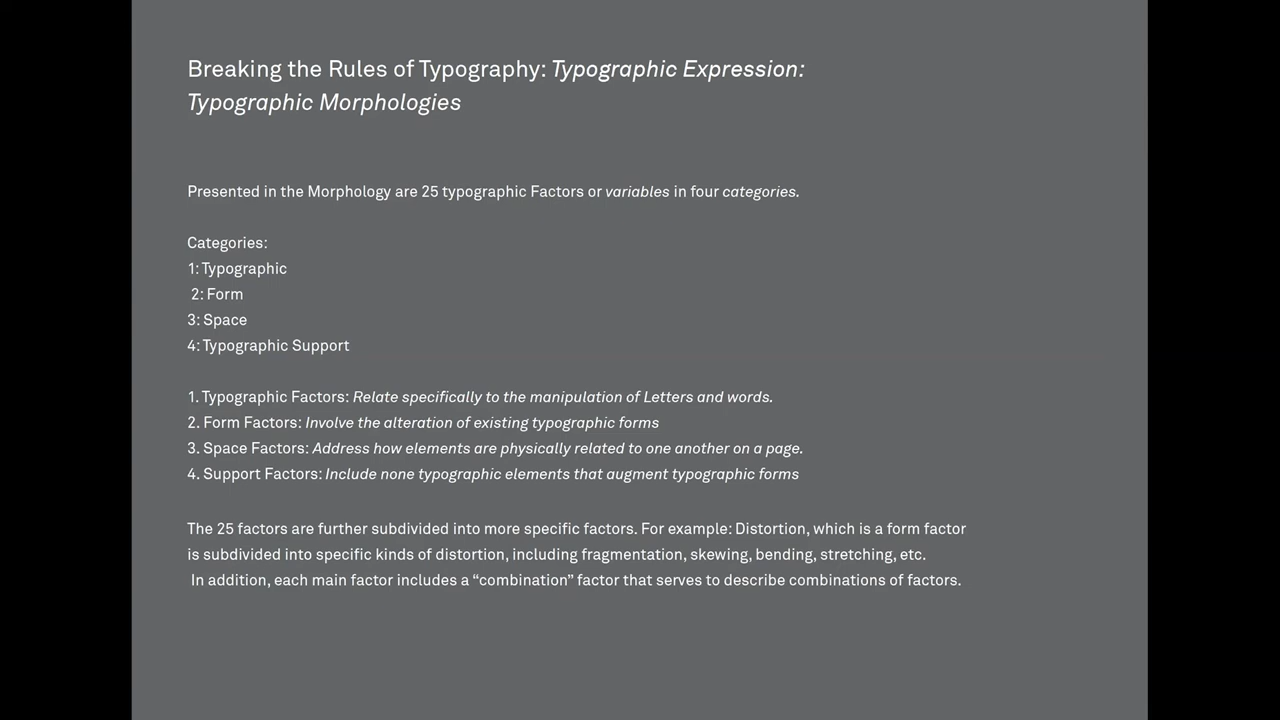 Breaking the Rules of Typography: Typographic Expression:
Typographic Morphologies
Presented in the Morphology are 25 typographic Factors or variables in four categories.
Categories:
1: Typographic
2: Form
3: Space
4: Typographic Support
1. Typographic Factors: Relate specifically to the manipulation of Letters and words.
2. Form Factors: Involve the alteration of existing typographic forms
3. Space Factors: Address how elements are physically related to one another on a page.
4. Support Factors: Include none typographic elements that augment typographic forms
The 25 factors are further subdivided into more specific factors. For example: Distortion, which is a form factor
is subdivided into specific kinds of distortion, including fragmentation, skewing, bending, stretching, etc.
In addition, each main factor includes a “combination” factor that serves to describe combinations of factors.